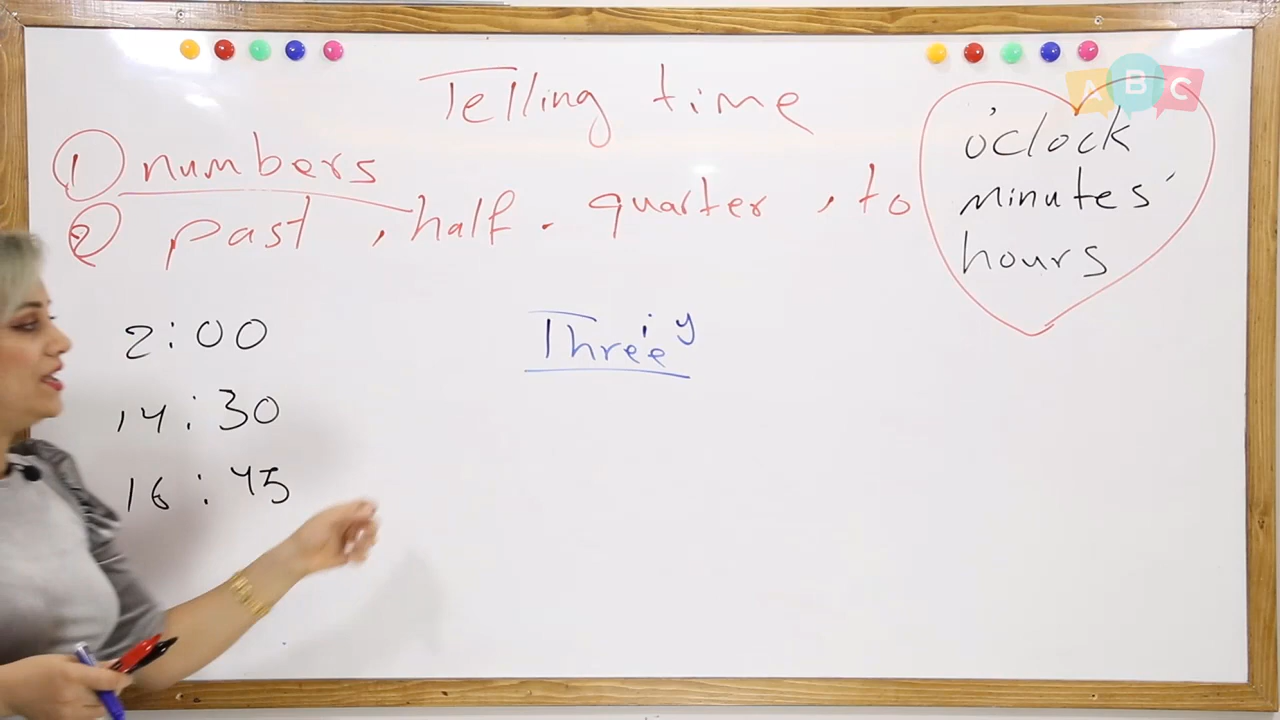 Telling time
1 numbers
2 past, half. quarter, to
o'clock
minutes'
hours
2:00
14:30
16:45
Three i y
ABC